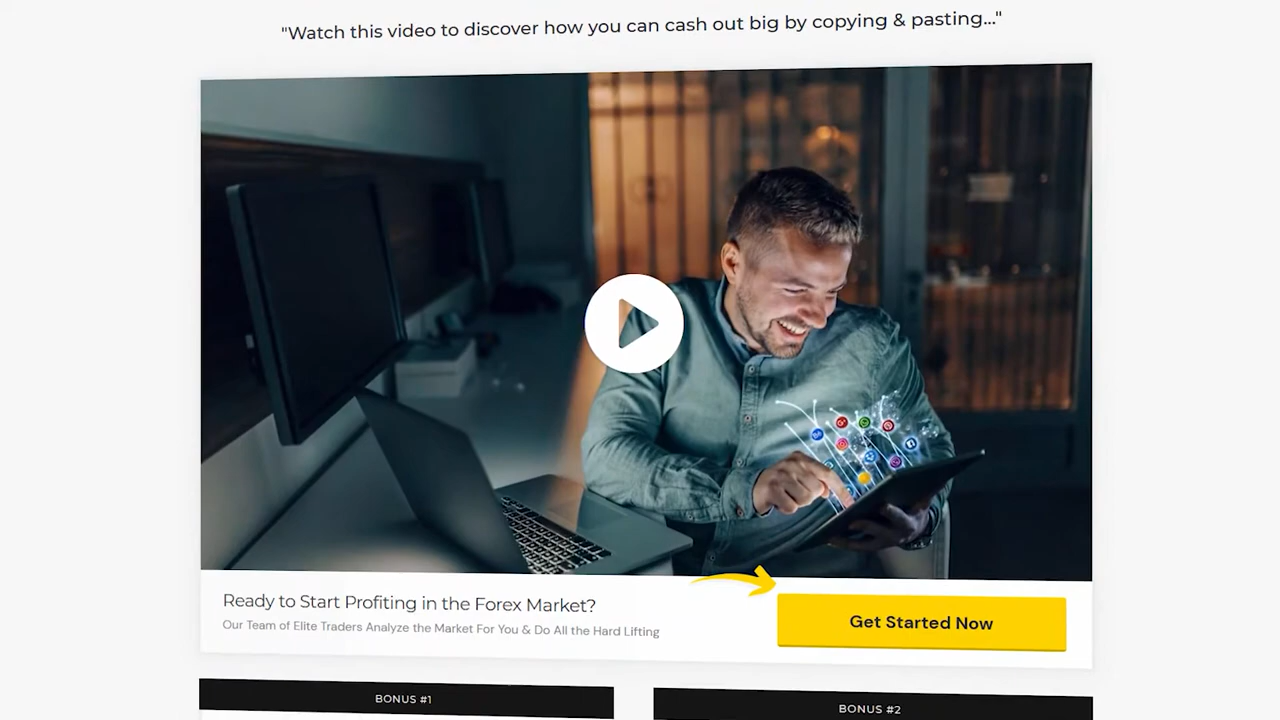 "Watch this video to discover how you can cash out big by copying & pasting..."
Ready to Start Profiting in the Forex Market?
Our Team of Elite Traders Analyze the Market For You & Do All the Hard Lifting
Get Started Now
BONUS #1
BONUS #2